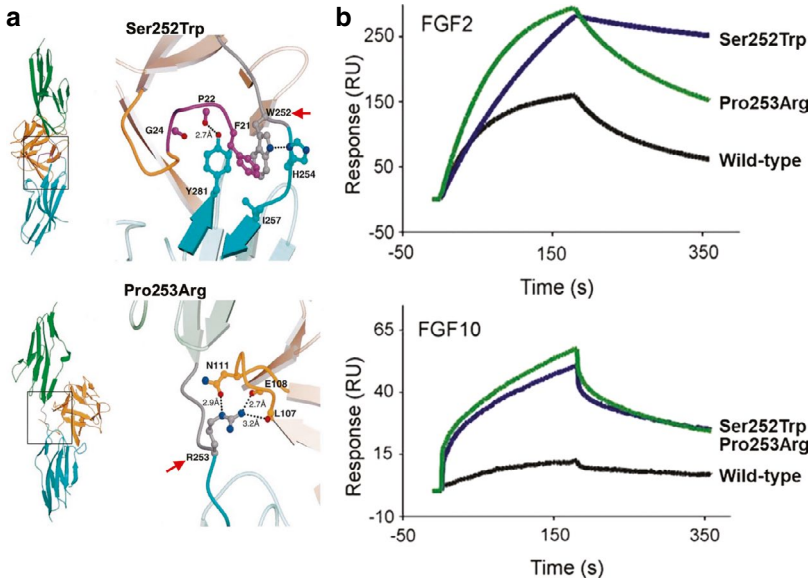 a
Ser252Trp
P22
W252
F21
G24
2.7Å
H254
Y281
I257
Pro253Arg
N111
E108
2.9Å
2.7Å
L107
3.2Å
R253
b
FGF2
250
150
50
-50
Response (RU)
-50
150
350
Time (s)
Ser252Trp
Pro253Arg
Wild-type
FGF10
65
40
15
-10
Response (RU)
-50
150
350
Time (s)
Ser252Trp
Pro253Arg
Wild-type